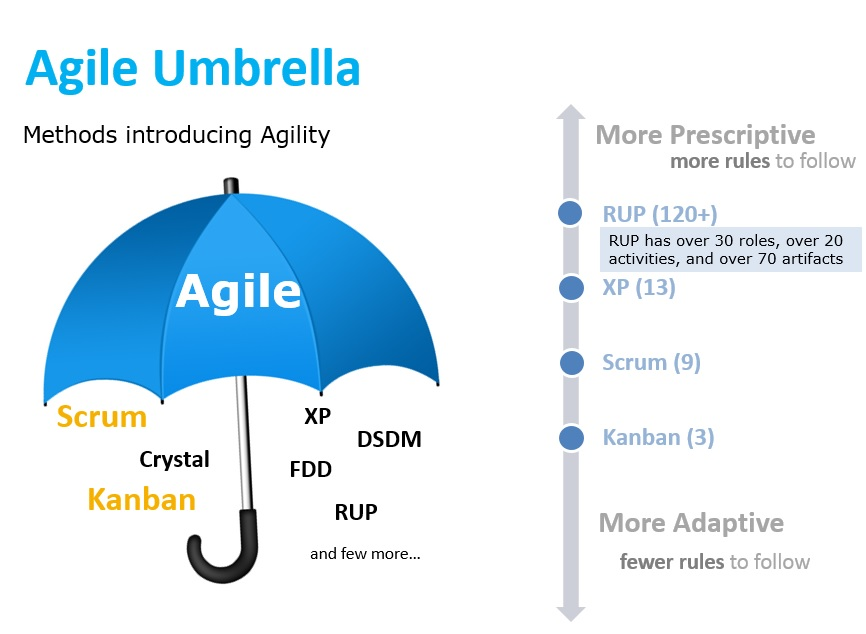 Agile Umbrella
Methods introducing Agility
Agile
Scrum
XP
DSDM
Crystal
FDD
Kanban
RUP
and few more...
More Prescriptive
more rules to follow
RUP (120+)
RUP has over 30 roles, over 20
activities, and over 70 artifacts
XP (13)
Scrum (9)
Kanban (3)
More Adaptive
fewer rules to follow